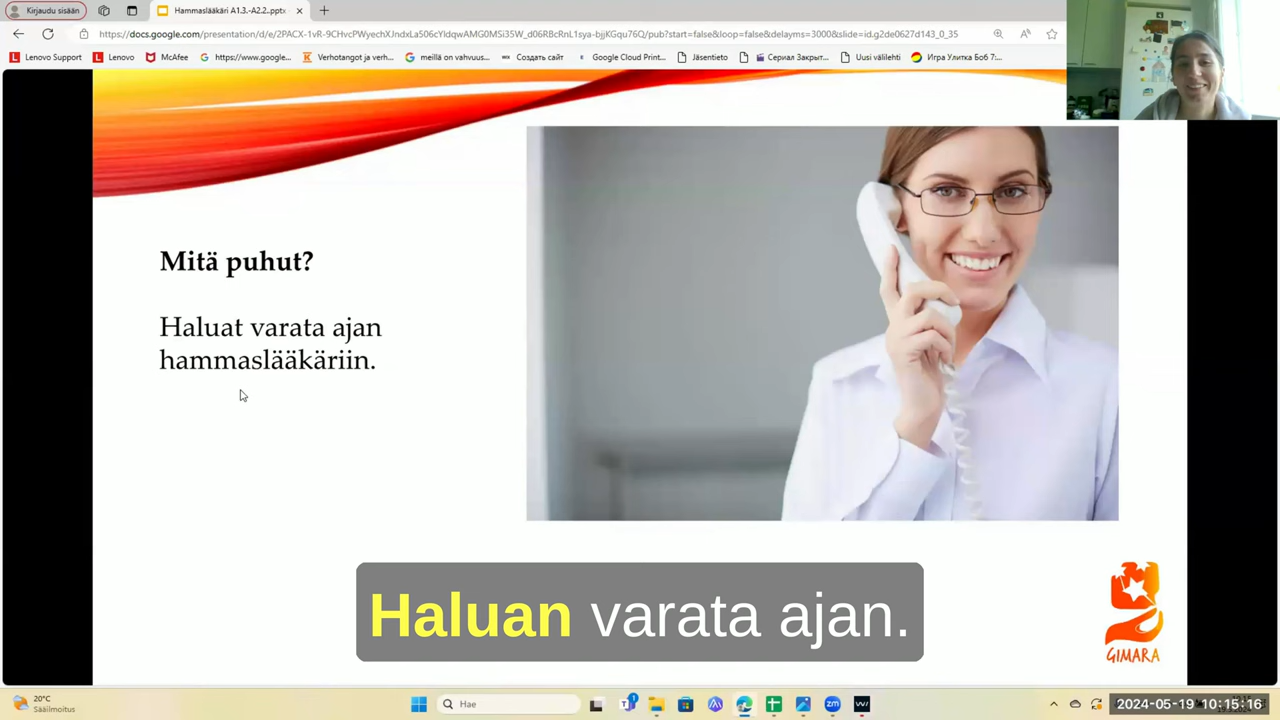 Kirjaudu sisään
Hammaslääkäri A1.3.-A2.2..pptx
https://docs.google.com/presentation/d/e/2PACX-1vR-9CHvcPWyechXJndxLa506cYldqwAMG0MSi35W_d06RBcRnL1sya-bjjKGqu76Q/pub?start=false&loop=false&delayms=3000&slide=id.g2de0627d143_0_35
Lenovo Support
Lenovo
McAfee
https://www.google...
Verhotangot ja verh...
meillä on vahvuus...
Создать сайт
Google Cloud Print...
Jäsentieto
Сериал Закрыт...
Uusi välilehti
Игра Улитка Боб 7:...
Mitä puhut?
Haluat varata ajan
hammaslääkäriin.
Haluan varata ajan.
GIMARA
20°C
Sääilmoitus
Hae
2024-05-19 10:15:16